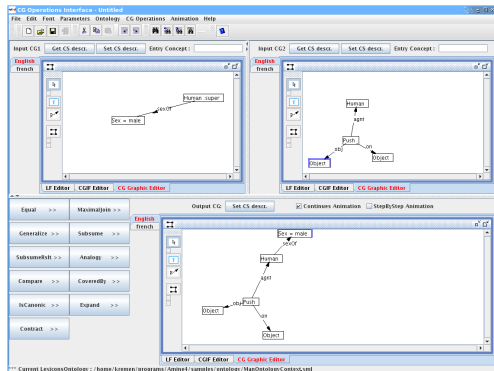 CG Operations Interface - Untitled
File Edit Font Parameters Ontology CG Operations Animation Help
Input CG1 Get CS descr. Set CS descr. Entry Concept :
Input CG2 Get CS descr. Set CS descr. Entry Concept :
English
french
Human :super
sexOf
Sex = male
LF Editor CGIF Editor CG Graphic Editor
English
french
Human
agnt
Push
obj
on
Object
Object
LF Editor CGIF Editor CG Graphic Editor
Output CG: Set CS descr. Continues Animation StepByStep Animation
Equal >> MaximalJoin >>
Generalize >> Subsume >>
SubsumeRslt >> Analogy >>
Compare >> CoveredBy >>
IsCanonic >> Expand >>
Contract >>
English
french
Sex = male
sexOf
Human
agnt
Push
obj
on
Object
Object
LF Editor CGIF Editor CG Graphic Editor
*** Current LexiconsOntology : /home/kremen/programs/Amine4/samples/ontology/ManOntologyContext.xml